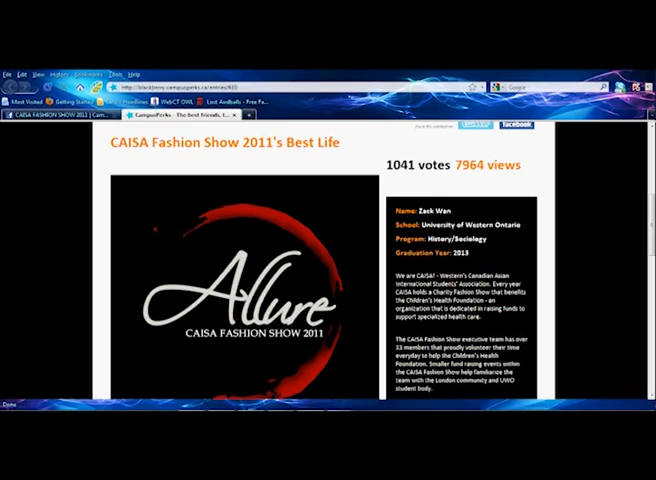 File Edit View History Bookmarks Tools Help
http://blackberry.campusperks.ca/entries/610
Google
Most Visited Getting Started Latest Headlines WebCT OWL Lost Airdballs - Free Fa...
CAISA FASHION SHOW 2011 | Cam...
CampusPerks - The best friends, t...
facebook
CAISA Fashion Show 2011's Best Life
1041 votes 7964 views
Allure
CAISA FASHION SHOW 2011
Name: Zack Wan
School: University of Western Ontario
Program: History/Sociology
Graduation Year: 2013
We are CAISA! - Western's Canadian Asian
International Students' Association. Every year
CAISA holds a Charity Fashion Show that benefits
the Children's Health Foundation - an
organization that is dedicated in raising funds to
support specialized health care.
The CAISA Fashion Show executive team has over
33 members that proudly volunteer their time
everyday to help the Children's Health
Foundation. Smaller fund raising events within
the CAISA Fashion Show help familiarize the
team with the London community and UWO
student body.
Done